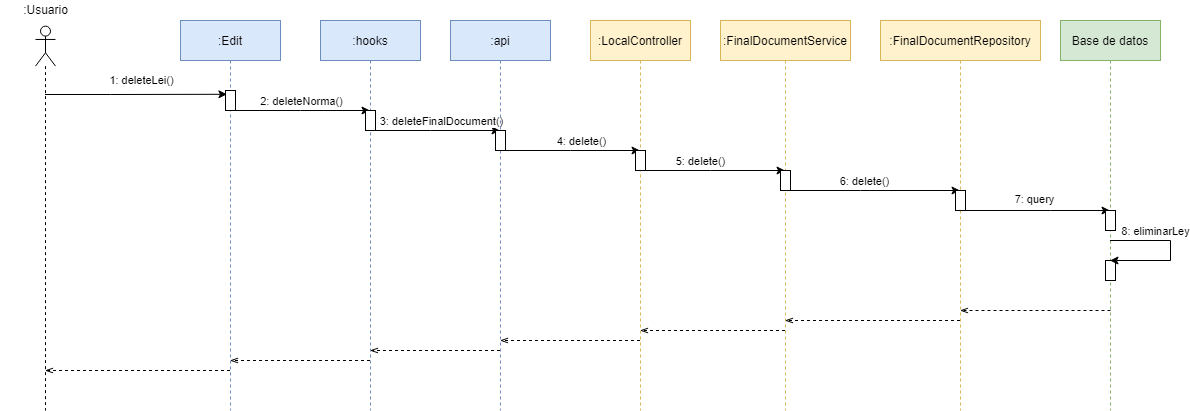 :Usuario
:Edit
:hooks
:api
:LocalController
:FinalDocumentService
:FinalDocumentRepository
Base de datos
1: deleteLei()
2: deleteNorma()
3: deleteFinalDocument()
4: delete()
5: delete()
6: delete()
7: query
8: eliminarLey